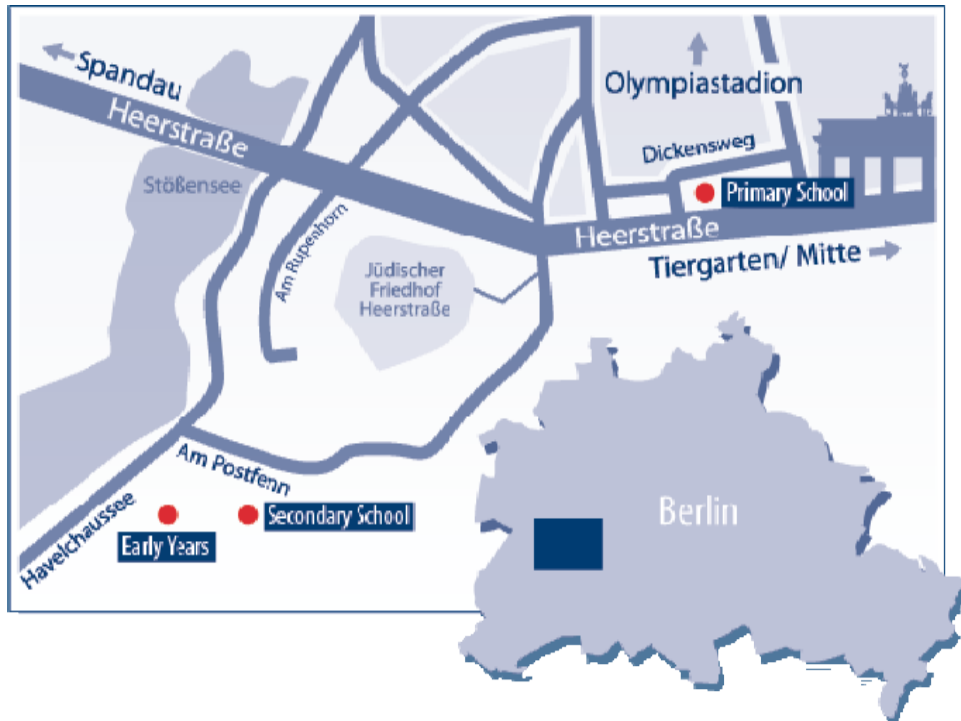 Spandau
Olympiastadion
Heerstraße
Dickensweg
Stößensee
Primary School
Am Rupenhorn
Heerstraße
Tiergarten/ Mitte
Jüdischer
Friedhof
Heerstraße
Am Postfenn
Havelchaussee
Secondary School
Early Years
Berlin